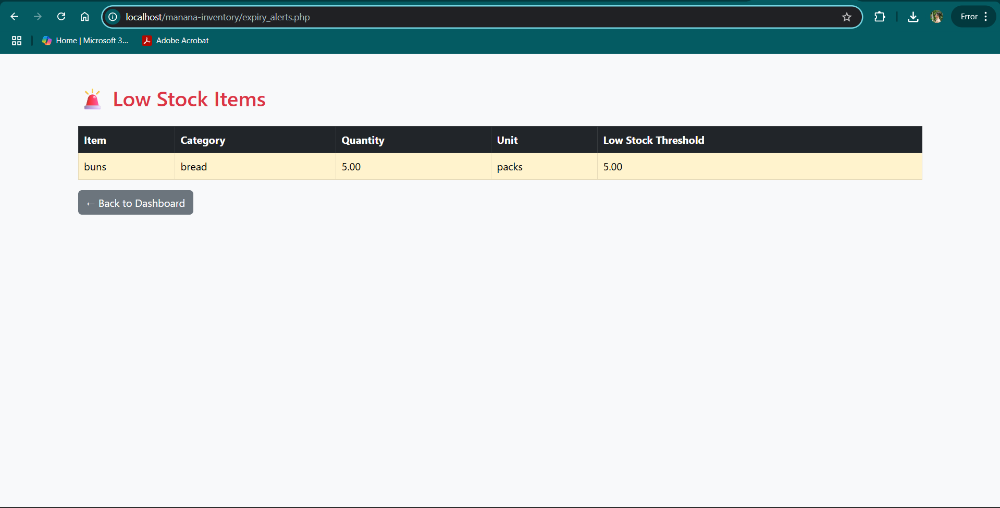 localhost/manana-inventory/expiry_alerts.php
Error
Home | Microsoft 3...
Adobe Acrobat
Low Stock Items
Item Category Quantity Unit Low Stock Threshold
buns bread 5.00 packs 5.00
← Back to Dashboard